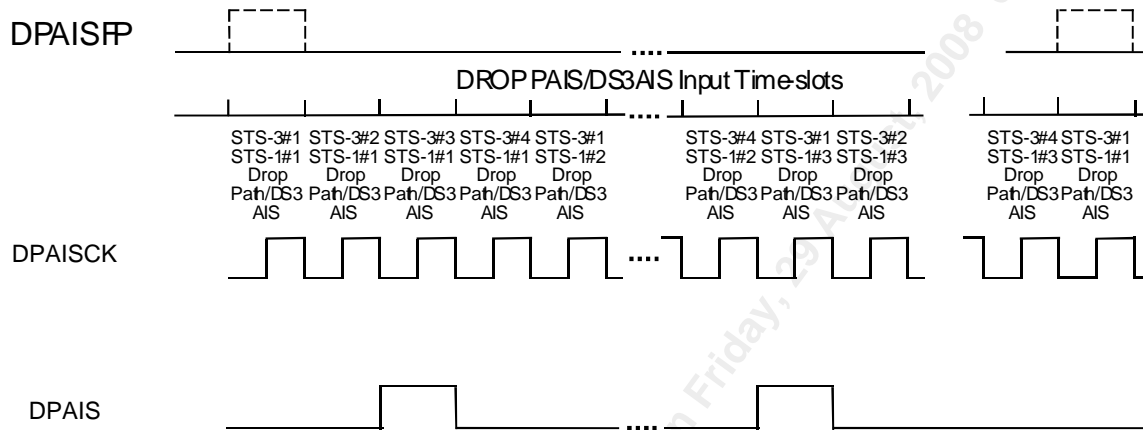 DPAISFP
....
DROP PAIS/DS3AIS Input Time-slots
....
STS-3#1 STS-3#2 STS-3#3 STS-3#4 STS-3#1 STS-3#4 STS-3#1 STS-3#2 STS-3#4 STS-3#1
STS-1#1 STS-1#1 STS-1#1 STS-1#1 STS-1#2 STS-1#2 STS-1#3 STS-1#3 STS-1#3 STS-1#1
Drop Drop Drop Drop Drop Drop Drop Drop Drop Drop
Path/DS3 Path/DS3 Path/DS3 Path/DS3 Path/DS3 Path/DS3 Path/DS3 Path/DS3 Path/DS3 Path/DS3
AIS AIS AIS AIS AIS AIS AIS AIS AIS AIS
DPAISCK
....
DPAIS
....
n Friday, 29 August, 2008